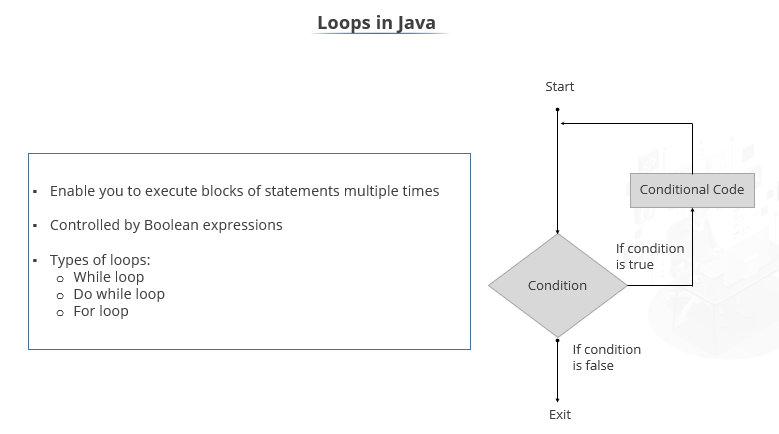 Loops in Java
Enable you to execute blocks of statements multiple times
Controlled by Boolean expressions
Types of loops:
While loop
Do while loop
For loop
Start
Conditional Code
If condition
is true
Condition
If condition
is false
Exit